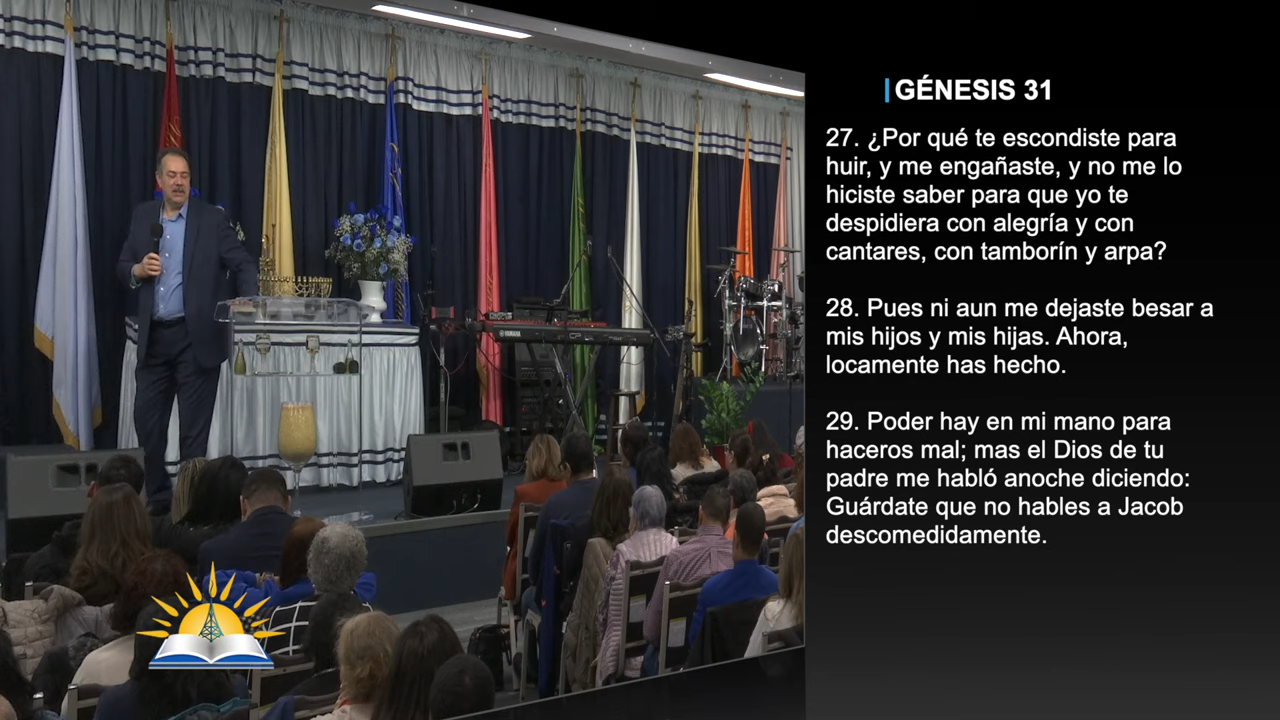 GÉNESIS 31
27. ¿Por qué te escondiste para
huir, y me engañaste, y no me lo
hiciste saber para que yo te
despidiera con alegría y con
cantares, con tamborín y arpa?
28. Pues ni aun me dejaste besar a
mis hijos y mis hijas. Ahora,
locamente has hecho.
29. Poder hay en mi mano para
haceros mal; mas el Dios de tu
padre me habló anoche diciendo:
Guárdate que no hables a Jacob
descomedidamente.
YAMAHA